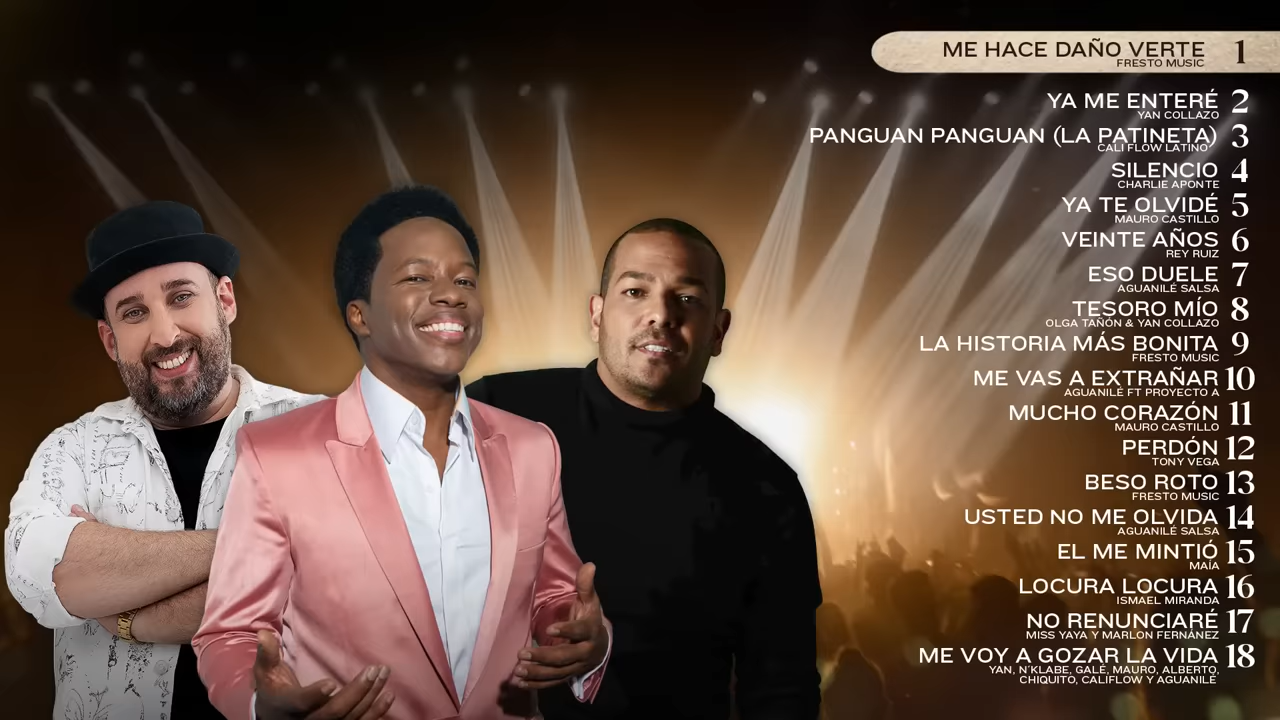 ME HACE DAÑO VERTE 1
FRESTO MUSIC
YA ME ENTERÉ 2
YAN COLLAZO
PANGUAN PANGUAN (LA PATINETA) 3
CALI FLOW LATINO
SILENCIO 4
CHARLIE APONTE
YA TE OLVIDÉ 5
MAURO CASTILLO
VEINTE AÑOS 6
REY RUIZ
ESO DUELE 7
AGUANILÉ SALSA
TESORO MÍO 8
OLGA TAÑÓN & YAN COLLAZO
LA HISTORIA MÁS BONITA 9
FRESTO MUSIC
ME VAS A EXTRAÑAR 10
AGUANILÉ FT PROYECTO A
MUCHO CORAZÓN 11
MAURO CASTILLO
PERDÓN 12
TONY VEGA
BESO ROTO 13
FRESTO MUSIC
USTED NO ME OLVIDA 14
AGUANILÉ SALSA
EL ME MINTIÓ 15
MAÍA
LOCURA LOCURA 16
ISMAEL MIRANDA
NO RENUNCIARÉ 17
MISS YAYA Y MARLON FERNÁNEZ
ME VOY A GOZAR LA VIDA 18
YAN, N'KLABE, GALÉ, MAURO, ALBERTO,
CHIQUITO, CALIFLOW Y AGUANILÉ